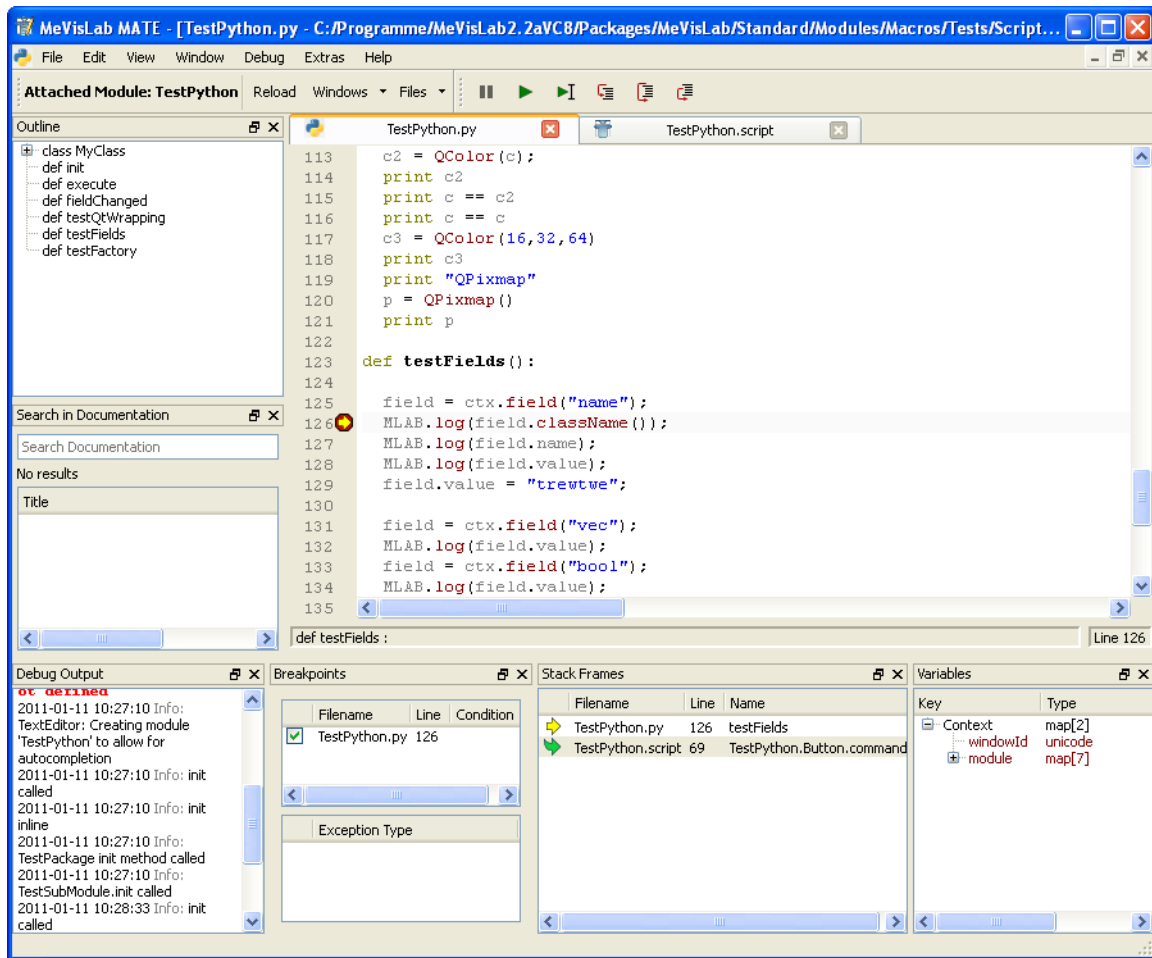 MeVisLab MATE - [TestPython.py - C:/Programme/MeVisLab2.2aVC8/Packages/MeVisLab/Standard/Modules/Macros/Tests/Script...
File Edit View Window Debug Extras Help
Attached Module: TestPython Reload Windows Files
Outline
class MyClass
def init
def execute
def fieldChanged
def testQtWrapping
def testFields
def testFactory
Search in Documentation
Search Documentation
No results
Title
TestPython.py TestPython.script
113 c2 = QColor(c);
114 print c2
115 print c == c2
116 print c == c
117 c3 = QColor(16,32,64)
118 print c3
119 print "QPixmap"
120 p = QPixmap()
121 print p
122
123 def testFields():
124
125 field = ctx.field("name");
126 MLAB.log(field.className());
127 MLAB.log(field.name);
128 MLAB.log(field.value);
129 field.value = "trewtwe";
130
131 field = ctx.field("vec");
132 MLAB.log(field.value);
133 field = ctx.field("bool");
134 MLAB.log(field.value);
135
def testFields : Line 126
Debug Output
ot defined
2011-01-11 10:27:10 Info:
TextEditor: Creating module
'TestPython' to allow for
autocompletion
2011-01-11 10:27:10 Info: init
called
2011-01-11 10:27:10 Info: init
inline
2011-01-11 10:27:10 Info:
TestPackage init method called
2011-01-11 10:27:10 Info:
TestSubModule.init called
2011-01-11 10:28:33 Info: init
called
Breakpoints
Filename Line Condition
TestPython.py 126
Exception Type
Stack Frames
Filename Line Name
TestPython.py 126 testFields
TestPython.script 69 TestPython.Button.command
Variables
Key Type
Context map[2]
windowId unicode
module map[7]